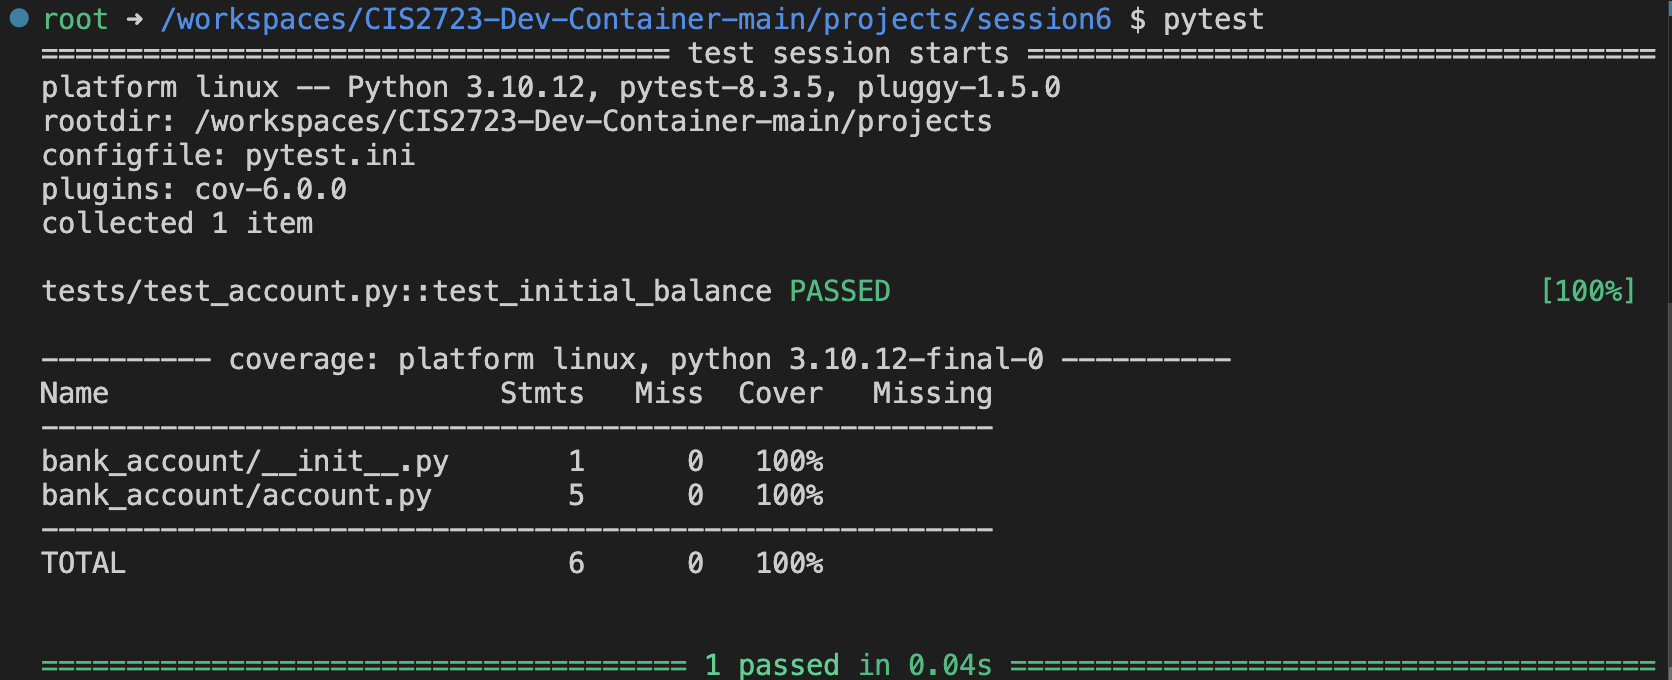 root → /workspaces/CIS2723-Dev-Container-main/projects/session6 $ pytest
===================================== test session starts =====================================
platform linux -- Python 3.10.12, pytest-8.3.5, pluggy-1.5.0
rootdir: /workspaces/CIS2723-Dev-Container-main/projects
configfile: pytest.ini
plugins: cov-6.0.0
collected 1 item
tests/test_account.py::test_initial_balance PASSED [100%]
---------- coverage: platform linux, python 3.10.12-final-0 ----------
Name                           Stmts   Miss  Cover   Missing
--------------------------------------------------------
bank_account/__init__.py       1      0   100%
bank_account/account.py        5      0   100%
--------------------------------------------------------
TOTAL                          6      0   100%
====================================== 1 passed in 0.04s ======================================